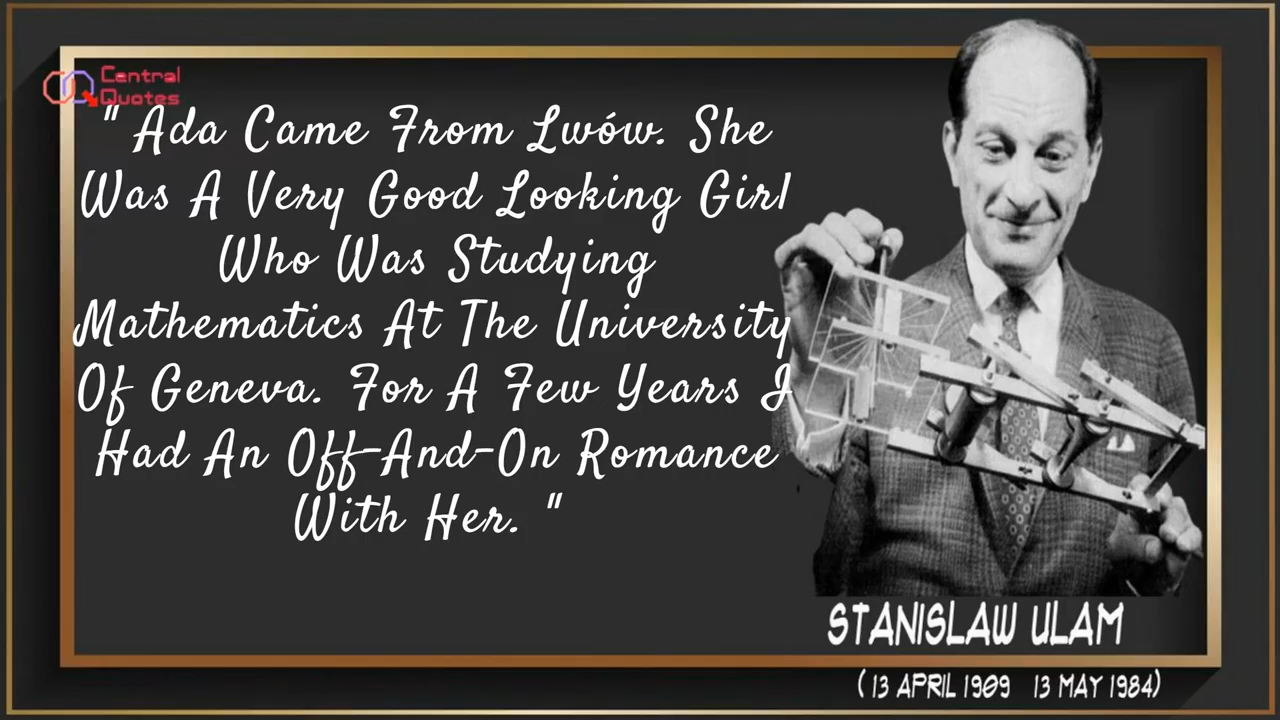 Central
Quotes
" Ada Came From Lwów. She
Was A Very Good Looking Girl
Who Was Studying
Mathematics At The University
Of Geneva. For A Few Years I
Had An Off-And-On Romance
With Her. "
STANISLAW ULAM
( 13 APRIL 1909 13 MAY 1984)